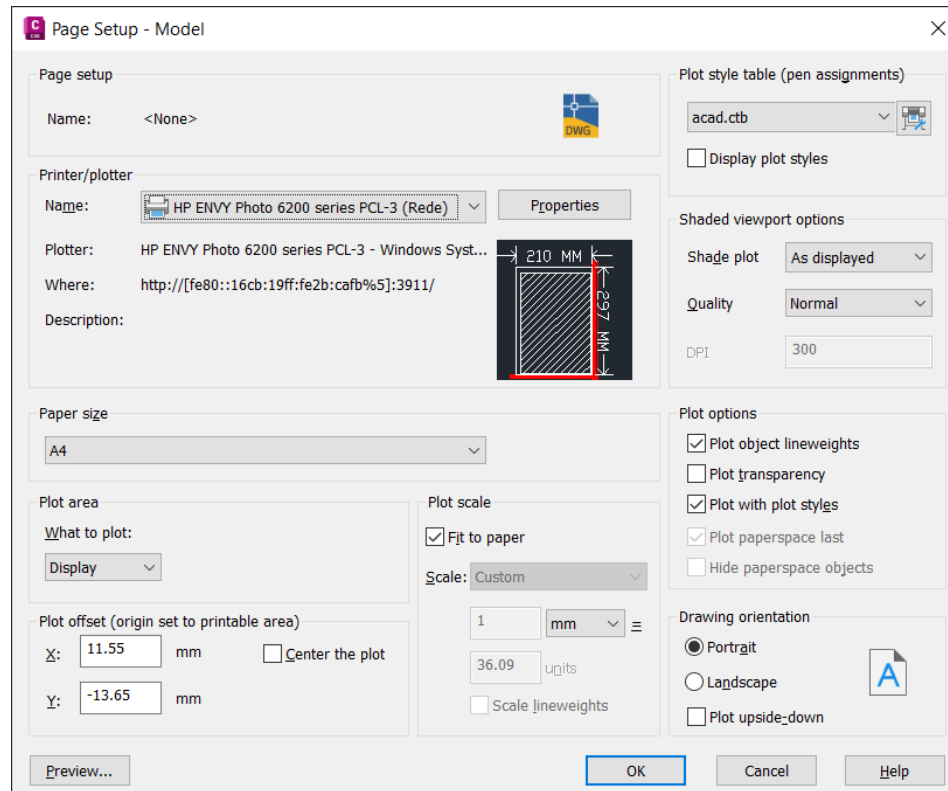 Page Setup - Model
Page setup
Name: <None>
DWG
Printer/plotter
Name: HP ENVY Photo 6200 series PCL-3 (Rede) Properties
Plotter: HP ENVY Photo 6200 series PCL-3 - Windows Syst...
Where: http://[fe80::16cb:19ff:fe2b:cafb%5]:3911/
Description:
210 MM
297 MM
Paper size
A4
Plot area
What to plot:
Display
Plot offset (origin set to printable area)
X: 11.55 mm Center the plot
Y: -13.65 mm
Plot scale
Fit to paper
Scale: Custom
1 mm =
36.09 units
Scale lineweights
Plot style table (pen assignments)
acad.ctb
Display plot styles
Shaded viewport options
Shade plot As displayed
Quality Normal
DPI 300
Plot options
Plot object lineweights
Plot transparency
Plot with plot styles
Plot paperspace last
Hide paperspace objects
Drawing orientation
Portrait
Landscape
Plot upside-down
A
Preview... OK Cancel Help